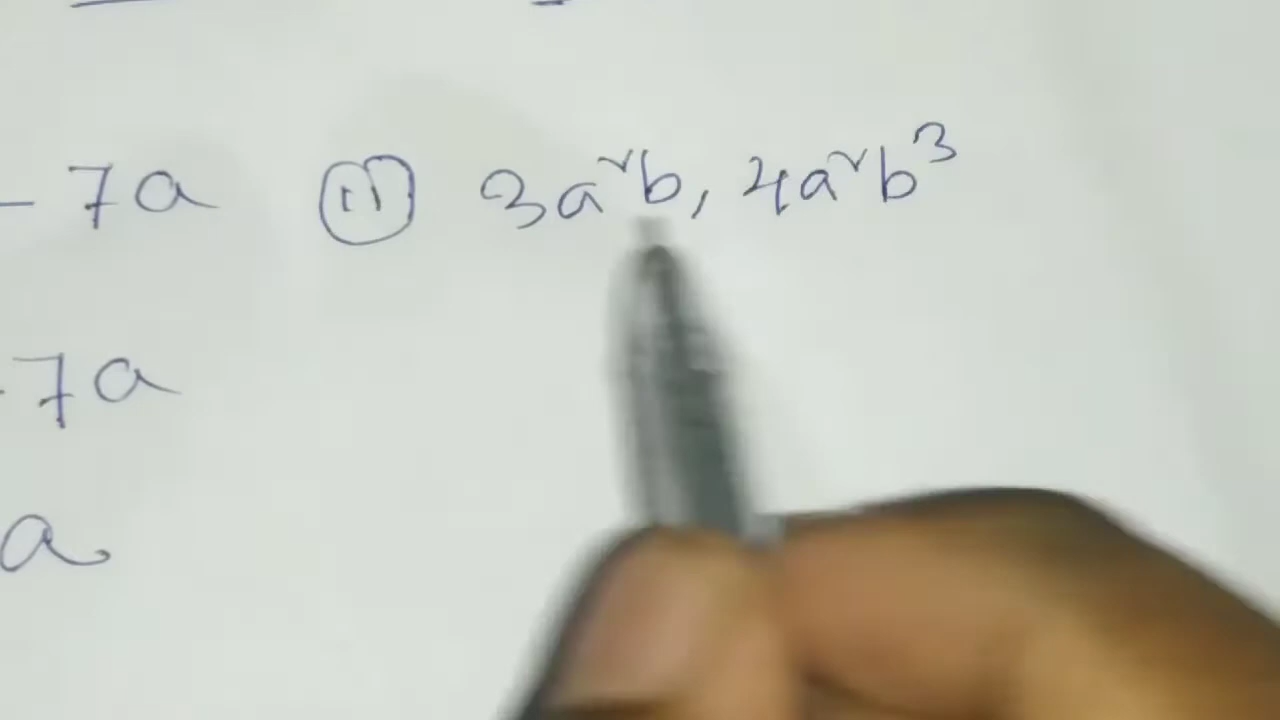 - 7a (ii) 3a²b, 4a²b³
- 7a
a